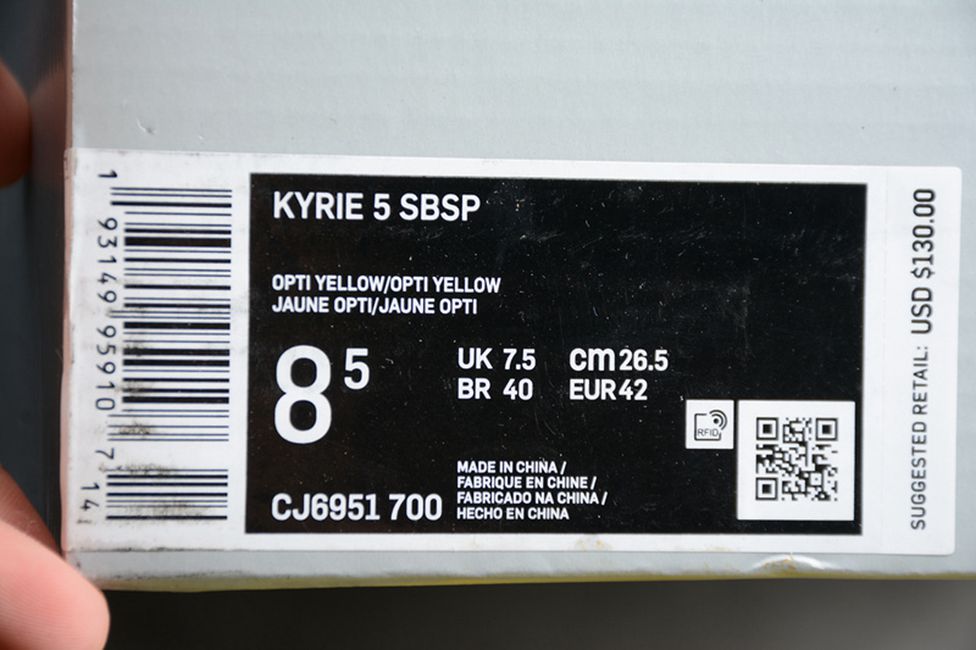 KYRIE 5 SBSP
OPTI YELLOW/OPTI YELLOW
JAUNE OPTI/JAUNE OPTI
8 5
UK 7.5 cm 26.5
BR 40 EUR 42
RFID
MADE IN CHINA /
FABRIQUE EN CHINE /
FABRICADO NA CHINA /
HECHO EN CHINA
CJ6951 700
1 93149 95910 7 14
SUGGESTED RETAIL: USD $130.00